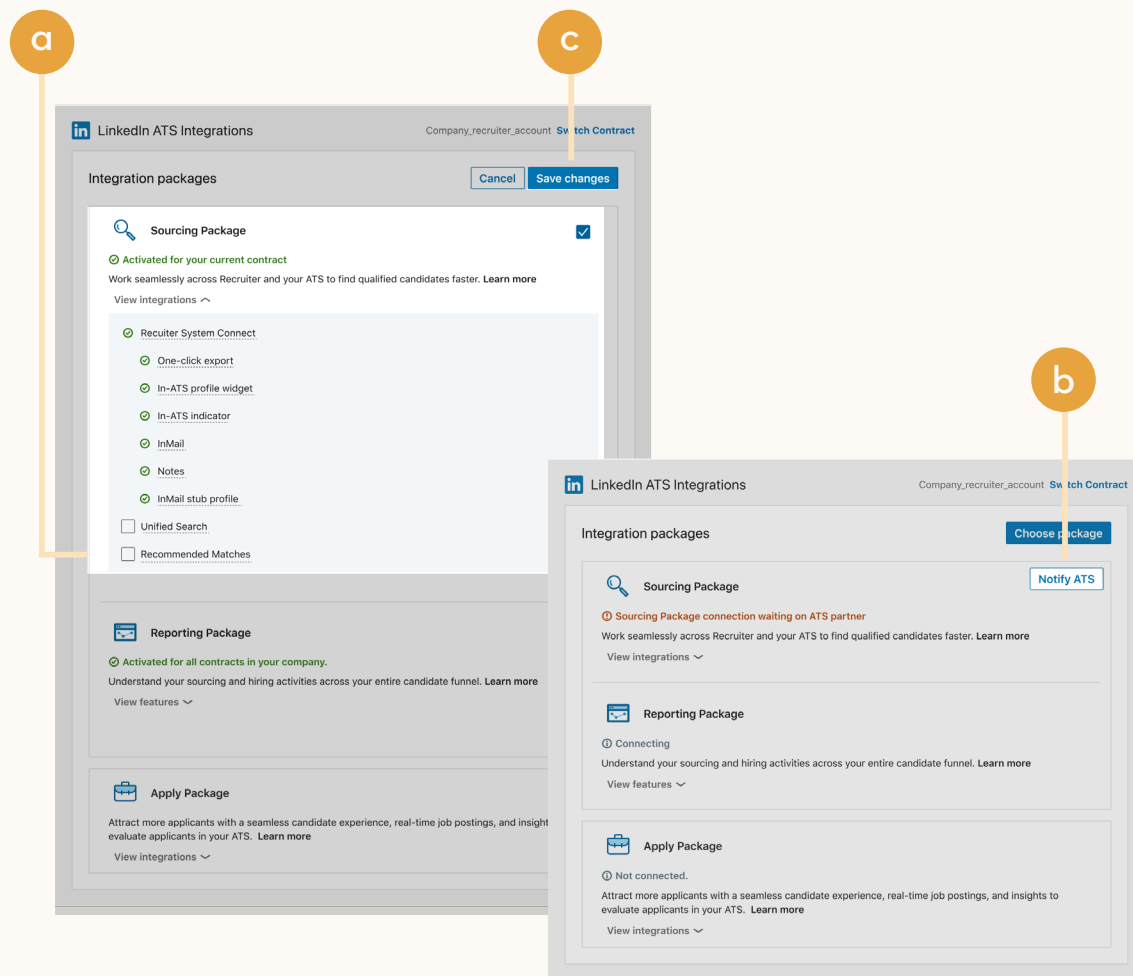 a
c
in LinkedIn ATS Integrations
Company_recruiter_account Switch Contract
Integration packages
Cancel
Save changes
Sourcing Package
Activated for your current contract
Work seamlessly across Recruiter and your ATS to find qualified candidates faster. Learn more
View integrations
Recuiter System Connect
One-click export
In-ATS profile widget
In-ATS indicator
InMail
Notes
InMail stub profile
Unified Search
Recommended Matches
Reporting Package
Activated for all contracts in your company.
Understand your sourcing and hiring activities across your entire candidate funnel. Learn more
View features
Apply Package
Attract more applicants with a seamless candidate experience, real-time job postings, and insight
evaluate applicants in your ATS. Learn more
View integrations
b
in LinkedIn ATS Integrations
Company_recruiter_account Switch Contract
Integration packages
Choose package
Sourcing Package
Notify ATS
Sourcing Package connection waiting on ATS partner
Work seamlessly across Recruiter and your ATS to find qualified candidates faster. Learn more
View integrations
Reporting Package
Connecting
Understand your sourcing and hiring activities across your entire candidate funnel. Learn more
View features
Apply Package
Not connected.
Attract more applicants with a seamless candidate experience, real-time job postings, and insights to
evaluate applicants in your ATS. Learn more
View integrations